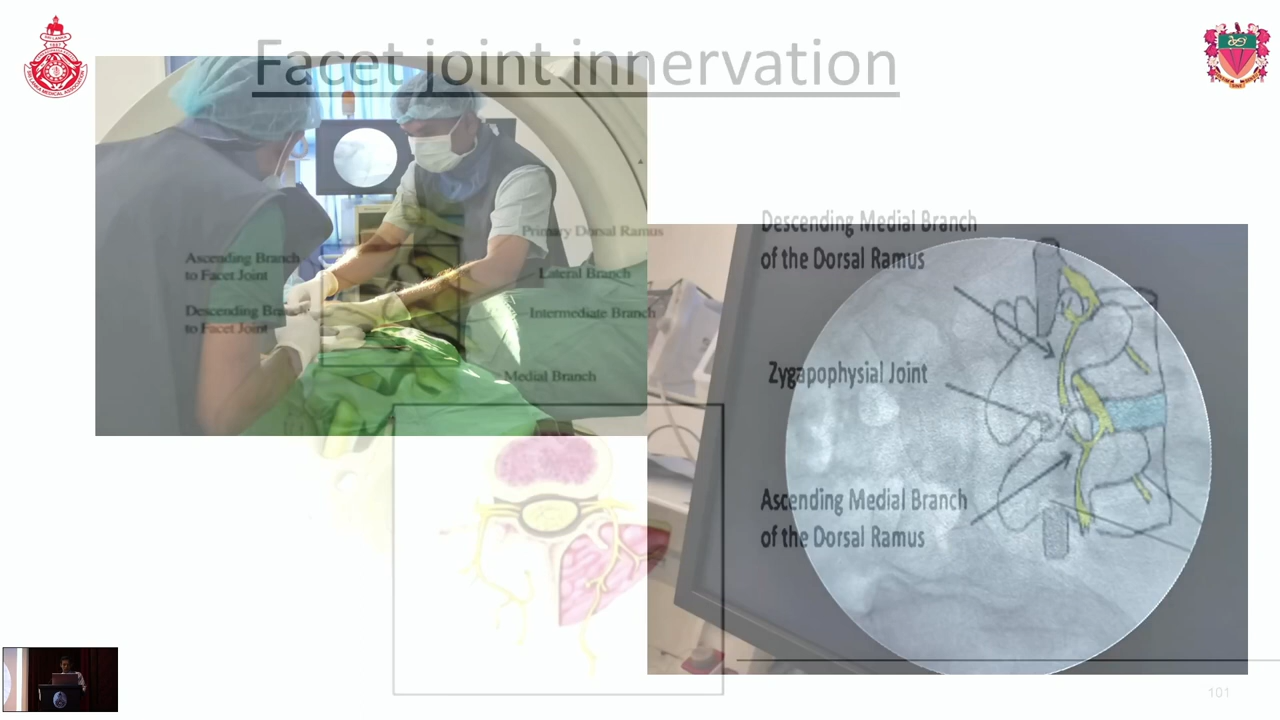 Facet joint innervation
Primary Dorsal Ramus
Ascending Branch
to Facet Joint
Lateral Branch
Descending Branch
to Facet Joint
Intermediate Branch
Medial Branch
Descending Medial Branch
of the Dorsal Ramus
Zygapophysial Joint
Ascending Medial Branch
of the Dorsal Ramus
101